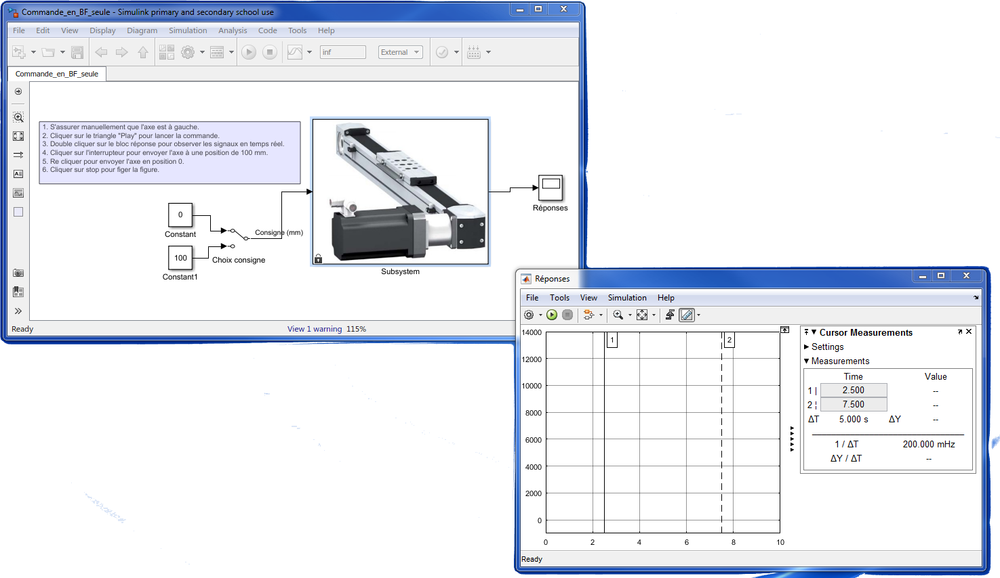 Commande_en_BF_seule - Simulink primary and secondary school use
File Edit View Display Diagram Simulation Analysis Code Tools Help
inf
External
Commande_en_BF_seule
1. S'assurer manuellement que l'axe est à gauche.
2. Cliquer sur le triangle "Play" pour lancer la commande.
3. Double cliquer sur le bloc réponse pour observer les signaux en temps réel.
4. Cliquer sur l'interrupteur pour envoyer l'axe à une position de 100 mm.
5. Re cliquer pour envoyer l'axe en position 0.
6. Cliquer sur stop pour figer la figure.
0
Constant
100
Constant1
Choix consigne
Consigne (mm)
Subsystem
Réponses
Ready
View 1 warning 115%
Réponses
File Tools View Simulation Help
14000
12000
10000
8000
6000
4000
2000
0
0 2 4 6 8 10
1
2
Cursor Measurements
Settings
Measurements
Time Value
1 | 2.500 --
2 ¦ 7.500 --
ΔT 5.000 s ΔY --
1 / ΔT 200.000 mHz
ΔY / ΔT --
Ready